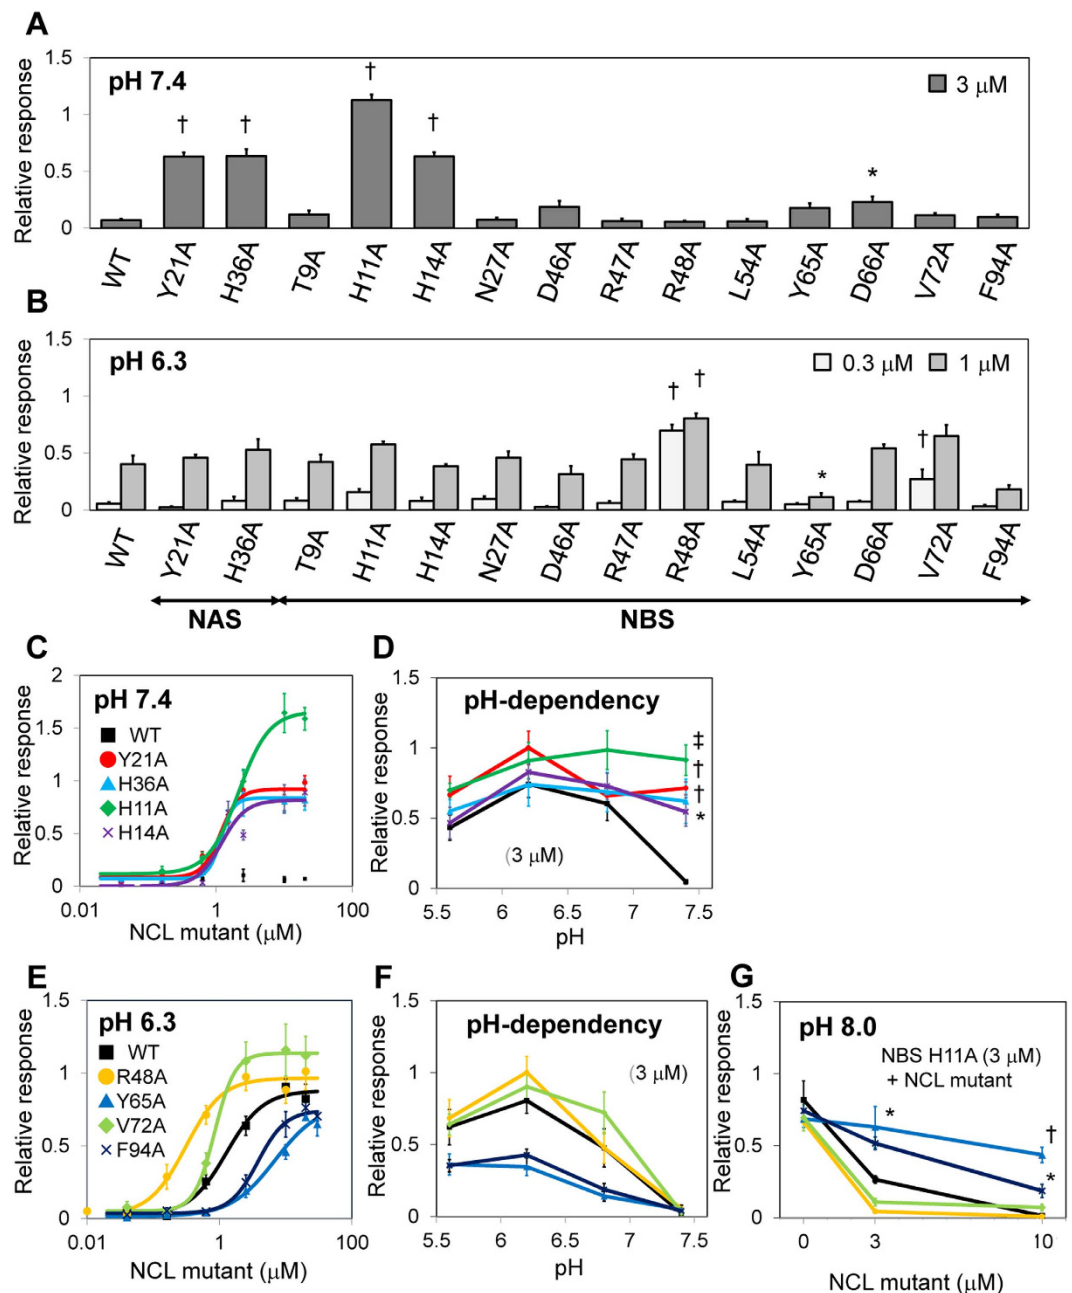 A
Relative response
1.5
1
0.5
0
pH 7.4
3 µM
†
†
†
†
*
WT
Y21A
H36A
T9A
H11A
H14A
N27A
D46A
R47A
R48A
L54A
Y65A
D66A
V72A
F94A
B
Relative response
1.5
1
0.5
0
pH 6.3
0.3 µM
1 µM
†
†
*
†
WT
Y21A
H36A
T9A
H11A
H14A
N27A
D46A
R47A
R48A
L54A
Y65A
D66A
V72A
F94A
NAS
NBS
C
Relative response
2
1.5
1
0.5
0
pH 7.4
WT
Y21A
H36A
H11A
H14A
0.01
1
100
NCL mutant (µM)
D
Relative response
1.5
1
0.5
0
pH-dependency
‡
†
†
*
(3 µM)
5.5
6
6.5
7
7.5
pH
E
Relative response
1.5
1
0.5
0
pH 6.3
WT
R48A
Y65A
V72A
F94A
0.01
1
100
NCL mutant (µM)
F
Relative response
1.5
1
0.5
0
pH-dependency
(3 µM)
5.5
6
6.5
7
7.5
pH
G
Relative response
1.5
1
0.5
0
pH 8.0
NBS H11A (3 µM)
+ NCL mutant
*
†
*
0
3
10
NCL mutant (µM)